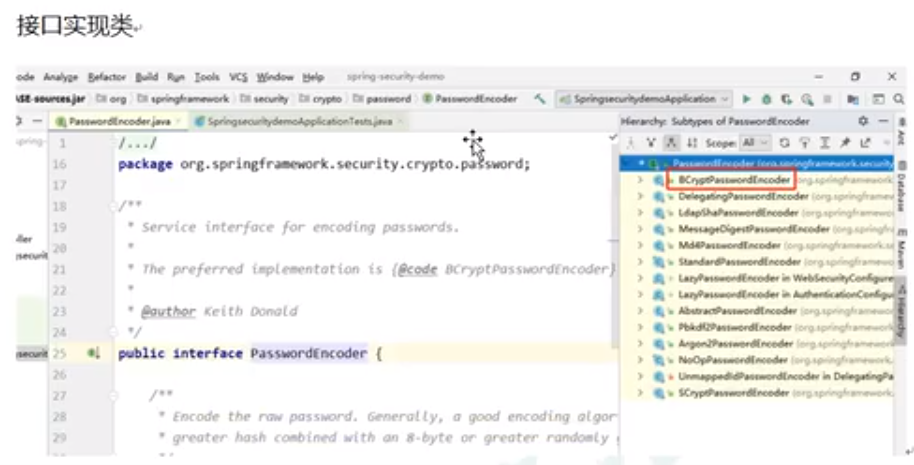 接口实现类
ode Analyze Refactor Build Run Tools VCS Window Help spring-security-demo
ASE-sources.jar org springframework security crypto password PasswordEncoder SpringsecuritydemoApplication
PasswordEncoder.java SpringsecuritydemoApplicationTests.java
Hierarchy: Subtypes of PasswordEncoder
Scope: All
1 /.../
16 package org.springframework.security.crypto.password;
17
18 /**
19 * Service interface for encoding passwords.
20 *
21 * The preferred implementation is {@code BCryptPasswordEncoder}
22 *
23 * @author Keith Donald
24 */
25 public interface PasswordEncoder {
26
27 /**
28 * Encode the raw password. Generally, a good encoding algor
29 * greater hash combined with an 8-byte or greater randomly
ller
securit
securit
PasswordEncoder (org.springframework.security
BCryptPasswordEncoder (org.springframework.
DelegatingPasswordEncoder (org.springframew
LdapShaPasswordEncoder (org.springframework
MessageDigestPasswordEncoder (org.springfra
Md4PasswordEncoder (org.springframework.se
StandardPasswordEncoder (org.springframewor
LazyPasswordEncoder in WebSecurityConfigure
LazyPasswordEncoder in AuthenticationConfigu
AbstractPasswordEncoder (org.springframewor
Pbkdf2PasswordEncoder (org.springframework.
Argon2PasswordEncoder (org.springframework
NoOpPasswordEncoder (org.springframework.
UnmappedIdPasswordEncoder in DelegatingPa
SCryptPasswordEncoder (org.springframework.
Ant
Database
Maven
Hierarchy